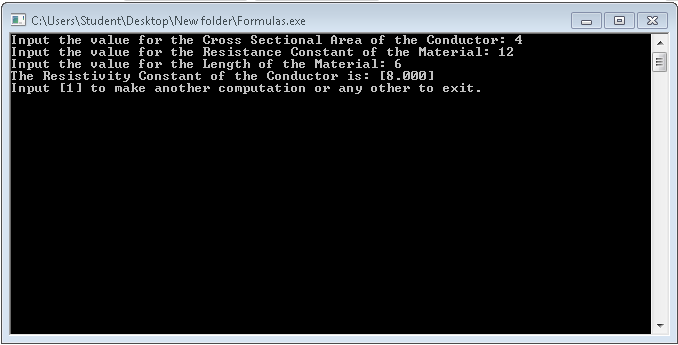 C:\Users\Student\Desktop\New folder\Formulas.exe
Input the value for the Cross Sectional Area of the Conductor: 4
Input the value for the Resistance Constant of the Material: 12
Input the value for the Length of the Material: 6
The Resistivity Constant of the Conductor is: [8.000]
Input [1] to make another computation or any other to exit.